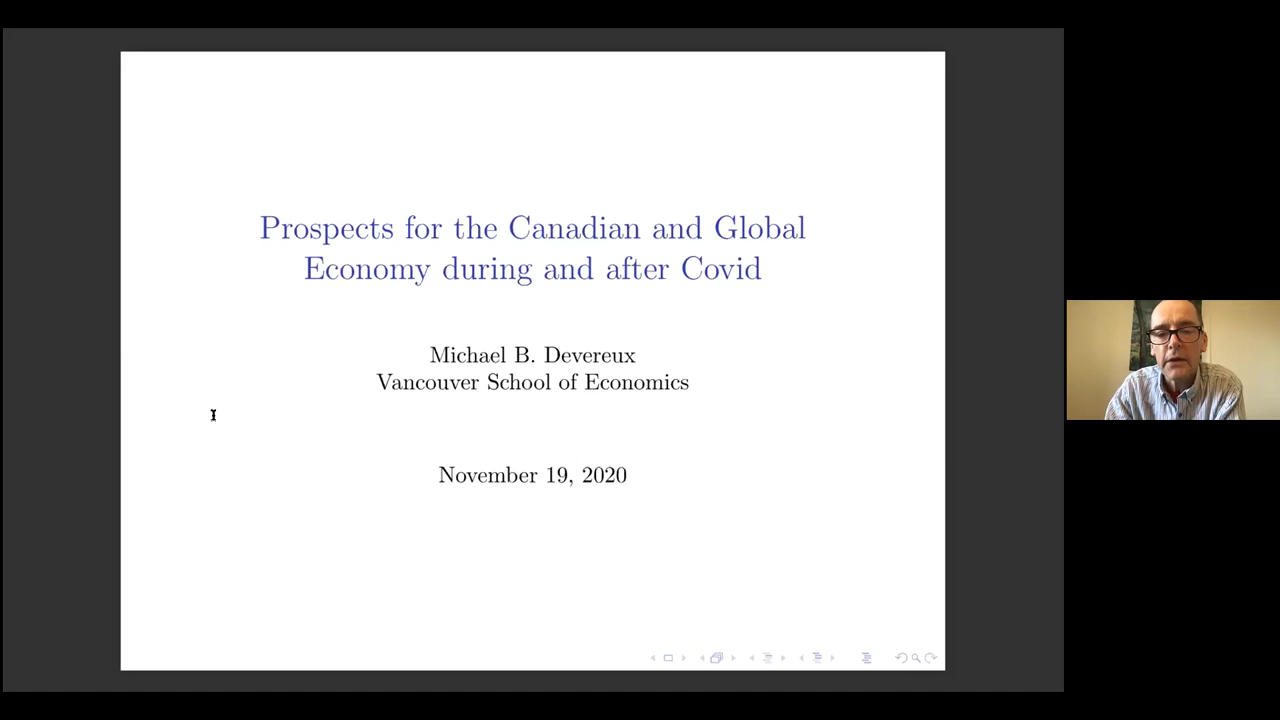 Prospects for the Canadian and Global
Economy during and after Covid
Michael B. Devereux
Vancouver School of Economics
November 19, 2020